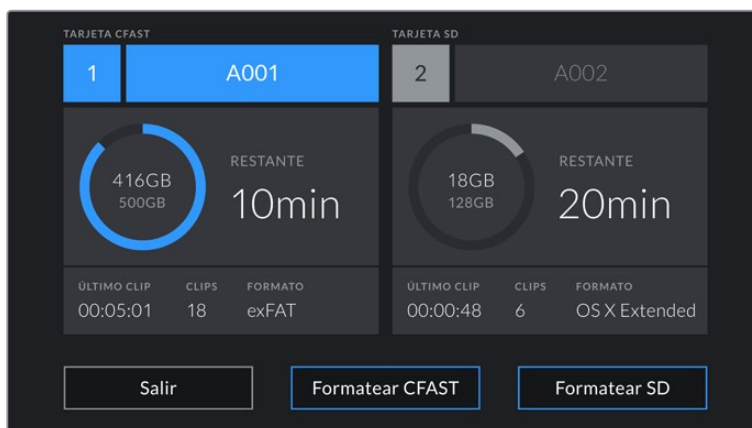 TARJETA CFAST
1 A001
416GB
500GB
RESTANTE
10min
ÚLTIMO CLIP CLIPS FORMATO
00:05:01 18 exFAT
TARJETA SD
2 A002
18GB
128GB
RESTANTE
20min
ÚLTIMO CLIP CLIPS FORMATO
00:00:48 6 OS X Extended
Salir
Formatear CFAST
Formatear SD